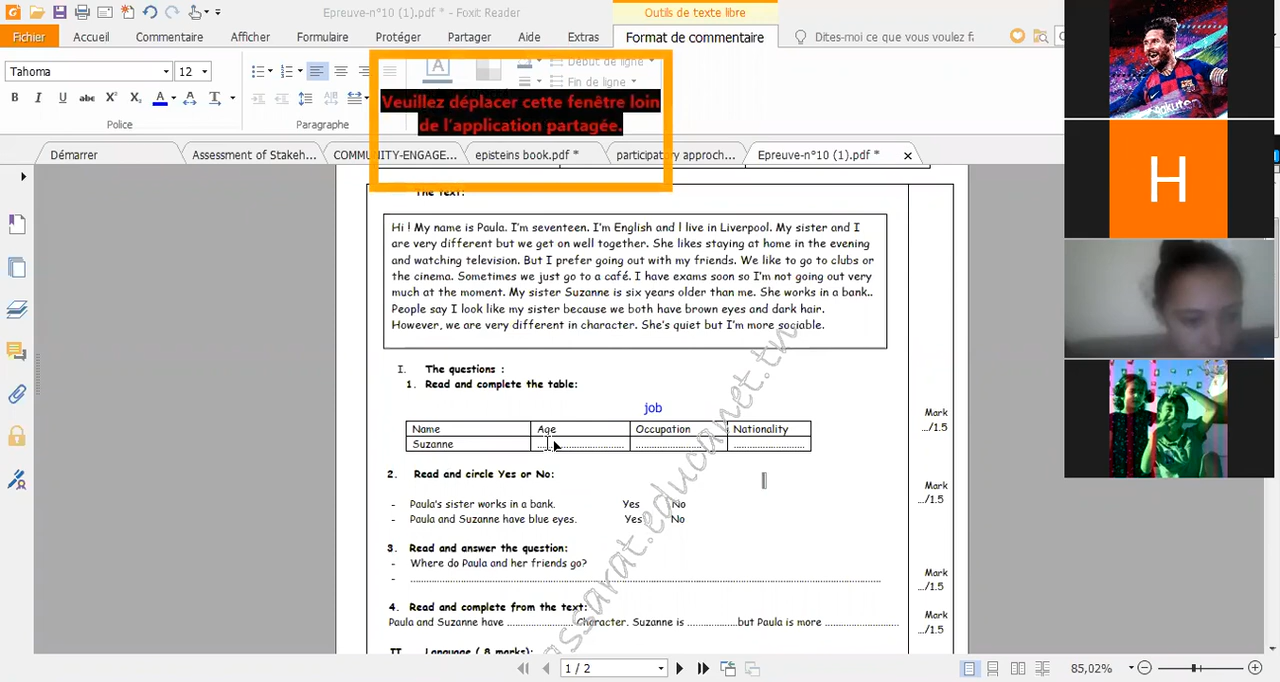 Epreuve-n°10 (1).pdf * - Foxit Reader
Outils de texte libre
Fichier
Accueil
Commentaire
Afficher
Formulaire
Protéger
Partager
Aide
Extras
Format de commentaire
Dites-moi ce que vous voulez f
Tahoma
12
Début de ligne
Fin de ligne
Police
Paragraphe
Veuillez déplacer cette fenêtre loin
de l'application partagée.
Démarrer
Assessment of Stakeh...
COMMUNITY-ENGAGE...
episteins book.pdf *
participatory approch...
Epreuve-n°10 (1).pdf *
The text:
Hi ! My name is Paula. I'm seventeen. I'm English and I live in Liverpool. My sister and I
are very different but we get on well together. She likes staying at home in the evening
and watching television. But I prefer going out with my friends. We like to go to clubs or
the cinema. Sometimes we just go to a café. I have exams soon so I'm not going out very
much at the moment. My sister Suzanne is six years older than me. She works in a bank..
People say I look like my sister because we both have brown eyes and dark hair.
However, we are very different in character. She's quiet but I'm more sociable.
I. The questions :
1. Read and complete the table:
job
Name Age Occupation Nationality
Suzanne ........................ ........................ ........................
Mark
.../1.5
2. Read and circle Yes or No:
- Paula's sister works in a bank. Yes No
- Paula and Suzanne have blue eyes. Yes No
Mark
.../1.5
3. Read and answer the question:
- Where do Paula and her friends go?
- ........................................................................
Mark
.../1.5
4. Read and complete from the text:
Paula and Suzanne have .................... Character. Suzanne is ................but paula is more .......................
Mark
.../1.5
II. Language ( 8 marks):
assarat.educanet.tn
H
1 / 2
85,02%